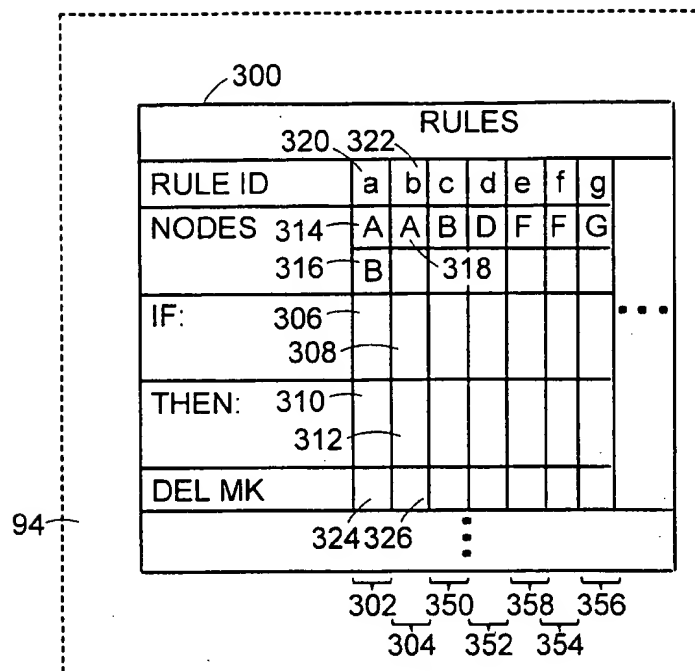 300
RULES
320 322
RULE ID a b c d e f g
NODES 314 A A B D F F G
316 B 318
IF: 306
308
...
THEN: 310
312
DEL MK
94
324 326
302 350 358 356
304 352 354